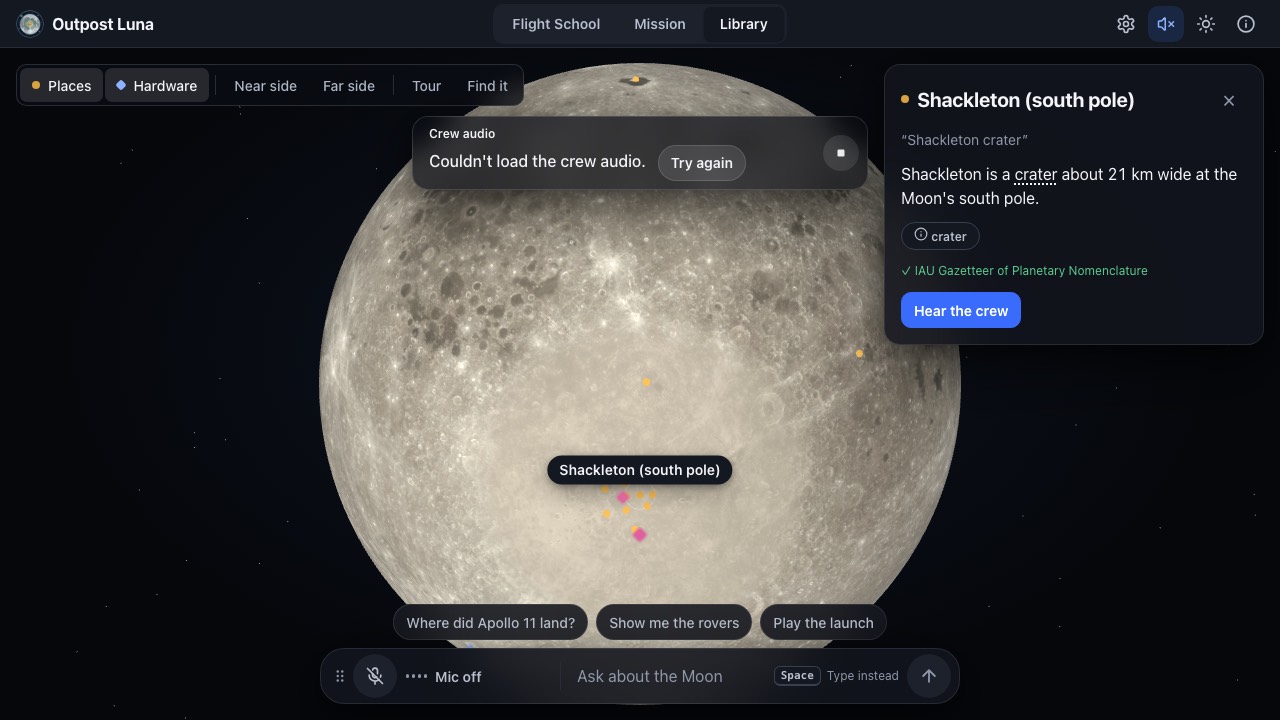 Outpost Luna
Flight School
Mission
Library
Places
Hardware
Near side
Far side
Tour
Find it
Crew audio
Couldn't load the crew audio.
Try again
Shackleton (south pole)
“Shackleton crater”
Shackleton is a crater about 21 km wide at the
Moon's south pole.
crater
✓ IAU Gazetteer of Planetary Nomenclature
Hear the crew
Shackleton (south pole)
Where did Apollo 11 land?
Show me the rovers
Play the launch
Mic off
Ask about the Moon
Space
Type instead